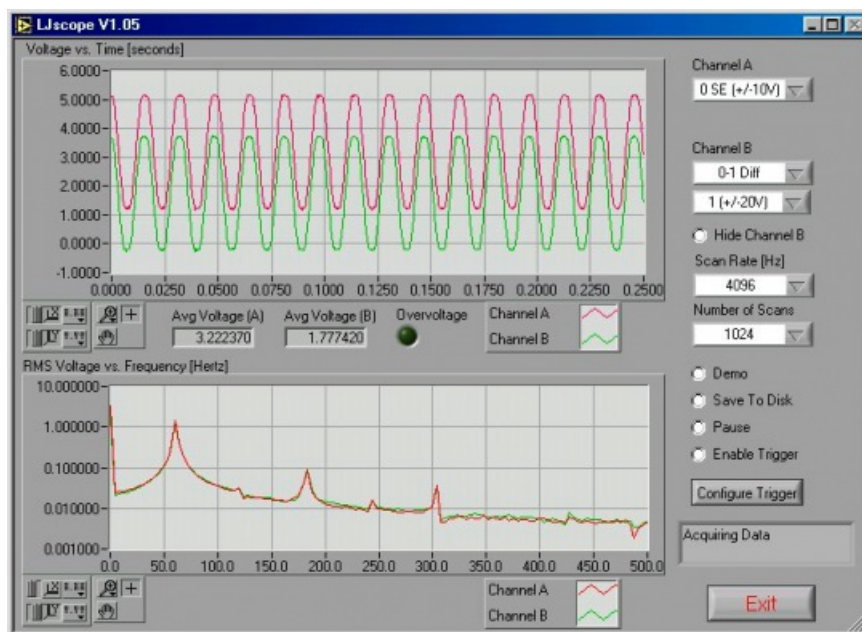 LJscope V1.05
Voltage vs. Time [seconds]
6.0000
5.0000
4.0000
3.0000
2.0000
1.0000
0.0000
-1.0000
0.0000 0.0250 0.0500 0.0750 0.1000 0.1250 0.1500 0.1750 0.2000 0.2250 0.2500
Avg Voltage (A) Avg Voltage (B) Overvoltage
3.222370 1.777420
Channel A
Channel B
RMS Voltage vs. Frequency [Hertz]
10.000000
1.000000
0.100000
0.010000
0.001000
0.0 50.0 100.0 150.0 200.0 250.0 300.0 350.0 400.0 450.0 500.0
Channel A
Channel B
Channel A
0 SE (+/-10V)
Channel B
0-1 Diff
1 (+/-20V)
Hide Channel B
Scan Rate [Hz]
4096
Number of Scans
1024
Demo
Save To Disk
Pause
Enable Trigger
Configure Trigger
Acquiring Data
Exit